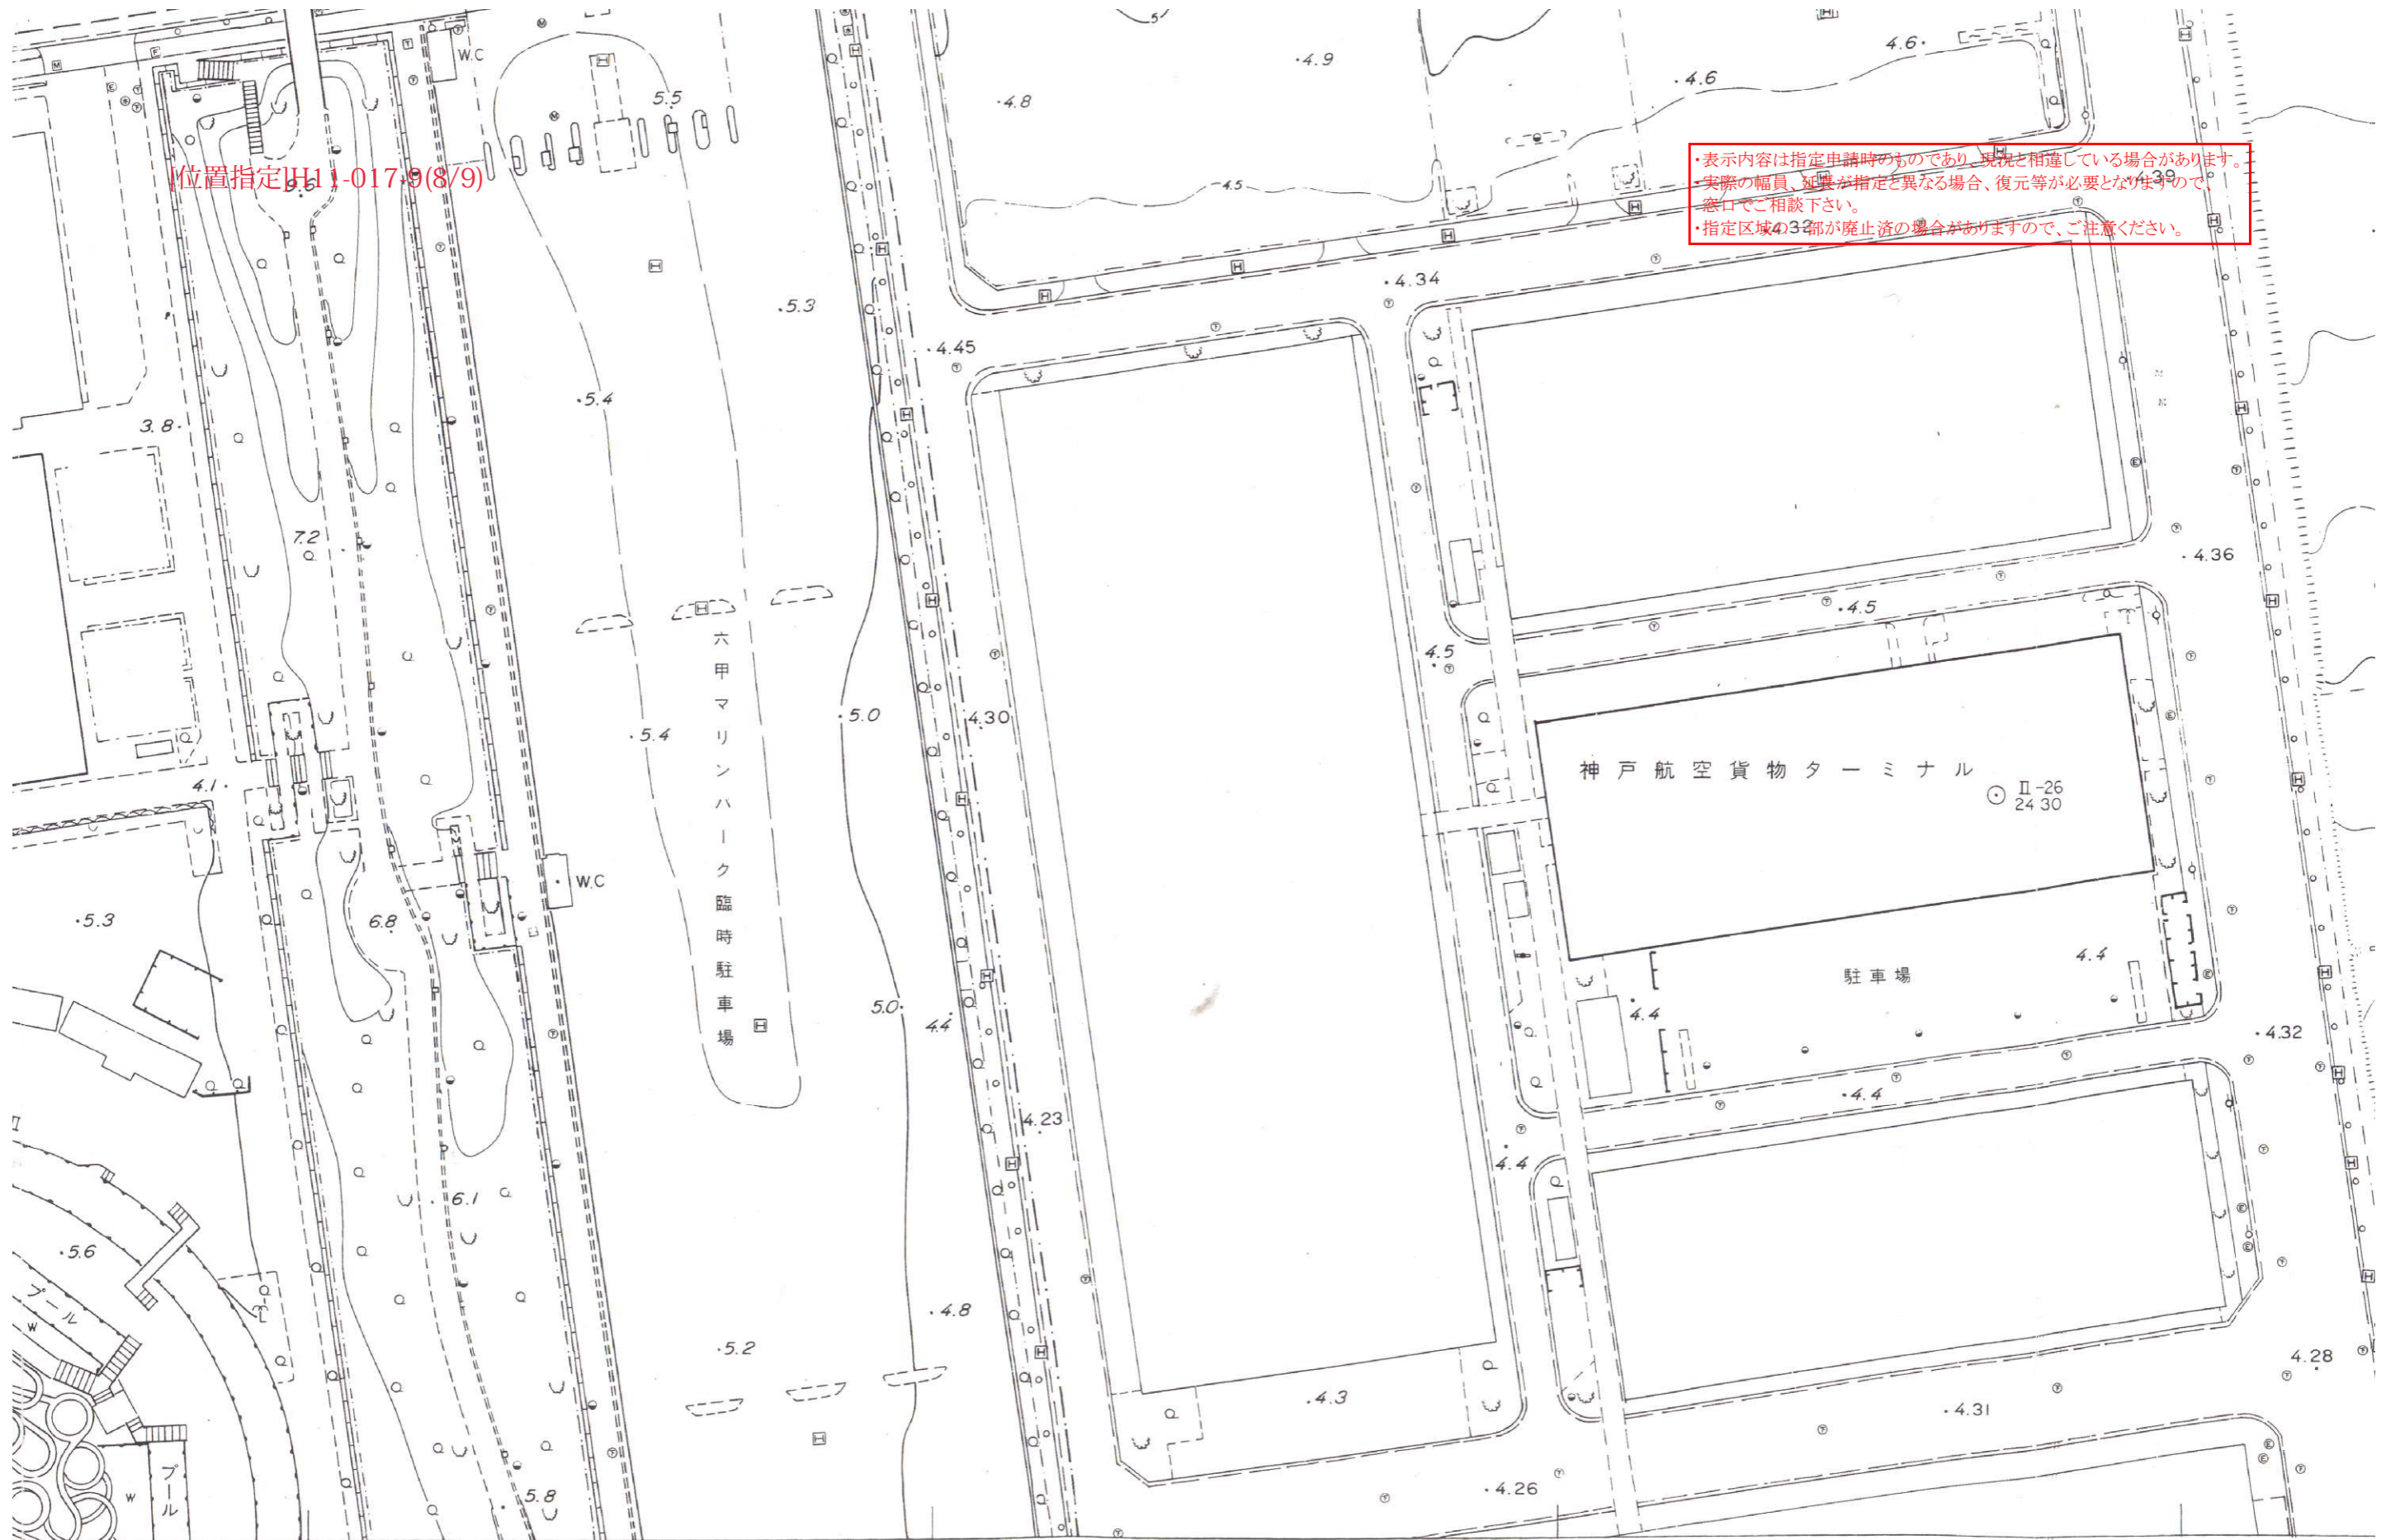 W.C
5
4.6
4.9
4.6
5.5
4.8
[位置指定]H11-017-9(8/9)
9.6
・表示内容は指定申請時のものであり、現況と相違している場合があります。
・実際の幅員、延長が指定と異なる場合、復元等が必要となりますので、
窓口でご相談下さい。
・指定区域の一部が廃止済の場合がありますので、ご注意ください。
4.39
4.32
4.5
4.34
5.3
4.45
5.4
3.8
7.2
4.36
4.5
4.5
六甲マリンパーク臨時駐車場
5.0
4.30
5.4
神戸航空貨物ターミナル
II-26
24 30
4.1
W.C
5.3
6.8
4.4
駐車場
5.0
4.4
4.4
4.32
4.4
4.23
4.4
6.1
5.6
プール
W
4.8
5.2
4.28
4.3
4.31
プール
W
5.8
4.26